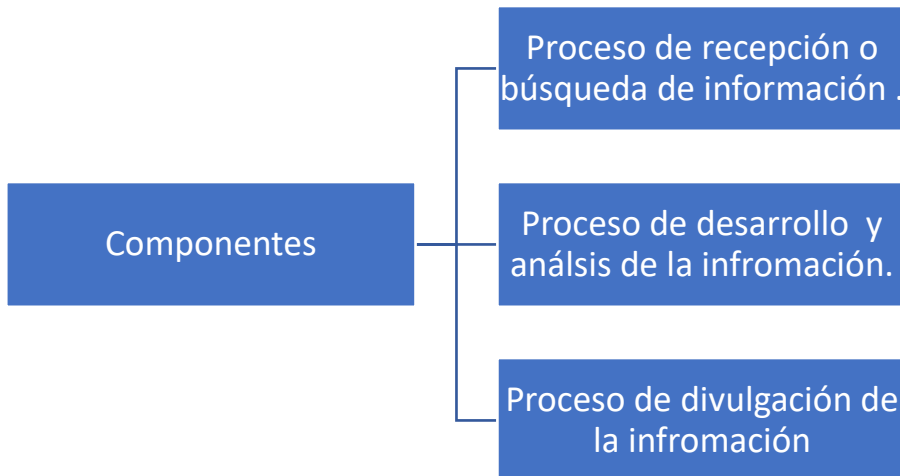 Proceso de recepción o
búsqueda de información .
Componentes
Proceso de desarrollo  y
análsis de la infromación.
Proceso de divulgación de
la infromación